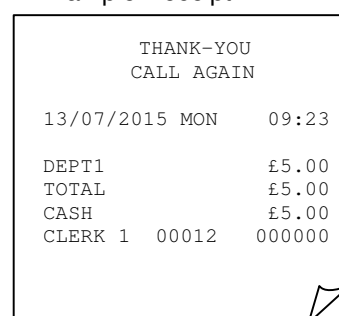 THANK-YOU
CALL AGAIN
13/07/2015 MON 09:23
DEPT1 £5.00
TOTAL £5.00
CASH £5.00
CLERK 1 00012 000000